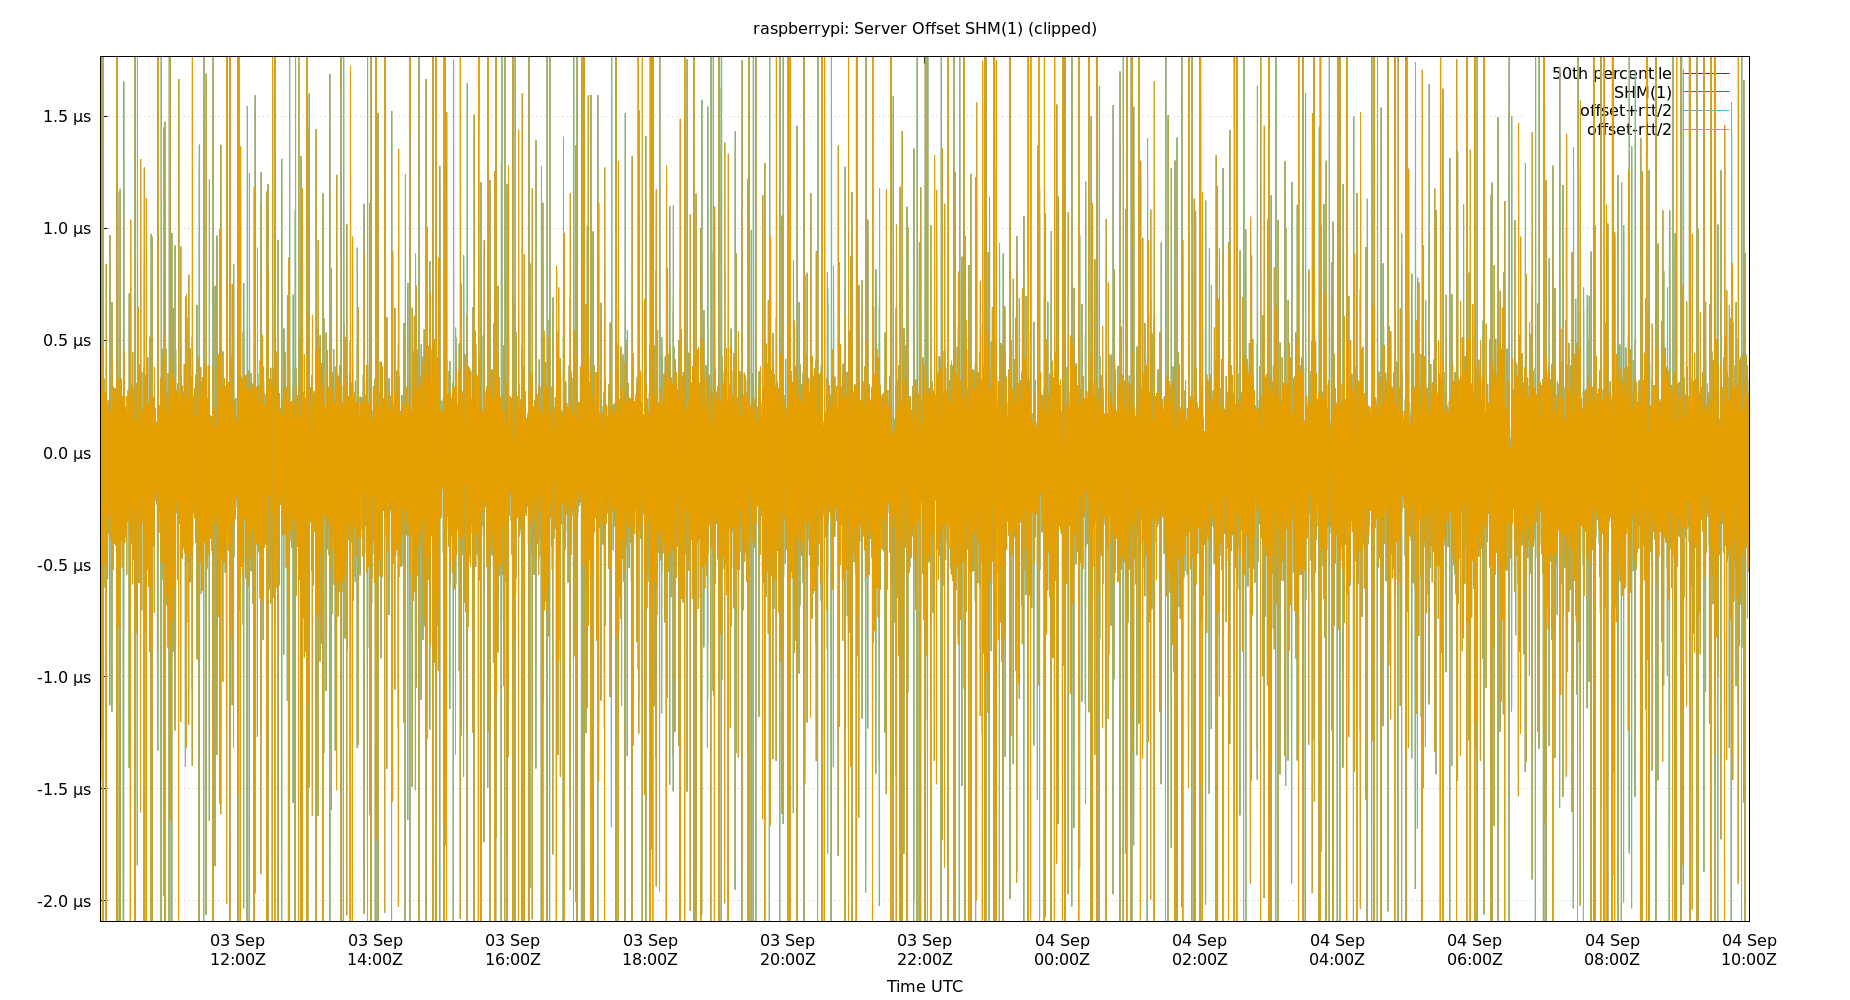 raspberrypi: Server Offset SHM(1) (clipped)
50th percentile
SHM(1)
offset+rtt/2
offset-rtt/2
1.5 µs
1.0 µs
0.5 µs
0.0 µs
-0.5 µs
-1.0 µs
-1.5 µs
-2.0 µs
03 Sep 03 Sep 03 Sep 03 Sep 03 Sep 03 Sep 04 Sep 04 Sep 04 Sep 04 Sep 04 Sep 04 Sep
12:00Z 14:00Z 16:00Z 18:00Z 20:00Z 22:00Z 00:00Z 02:00Z 04:00Z 06:00Z 08:00Z 10:00Z
Time UTC